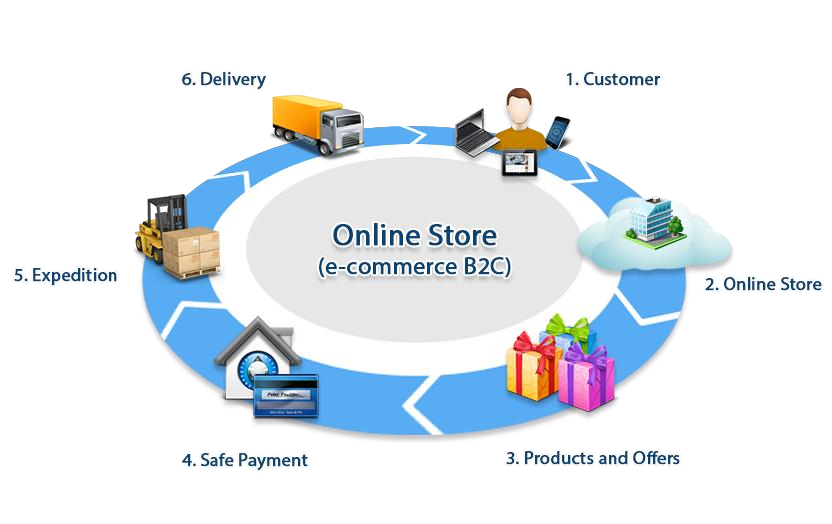 6. Delivery
1. Customer
Online Store
(e-commerce B2C)
5. Expedition
2. Online Store
4. Safe Payment
3. Products and Offers